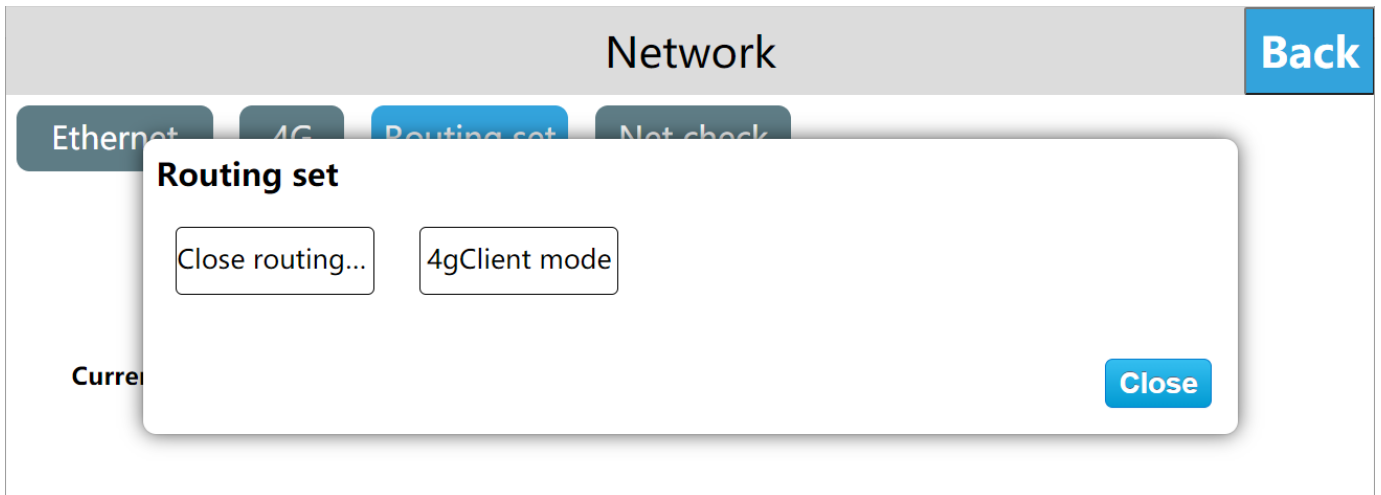 Network
Back
Ethernet
4G
Routing set
Net check
Routing set
Close routing...
4gClient mode
Close